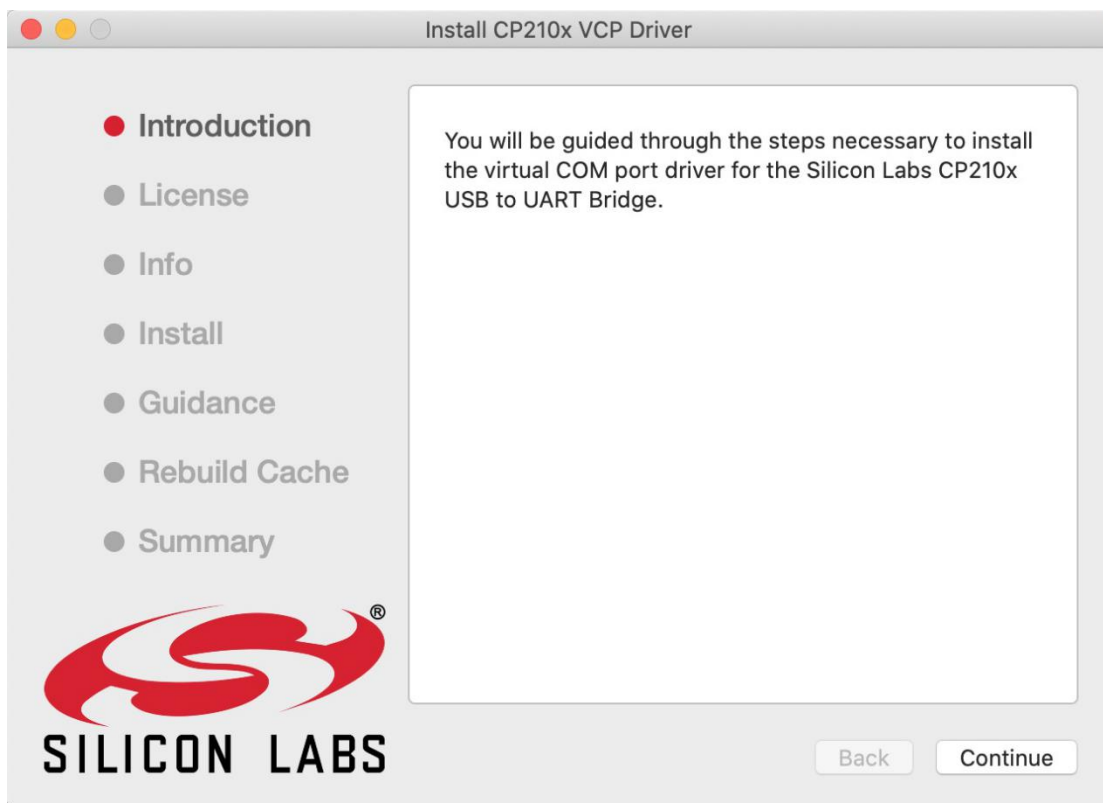 Install CP210x VCP Driver
Introduction
License
Info
Install
Guidance
Rebuild Cache
Summary
You will be guided through the steps necessary to install
the virtual COM port driver for the Silicon Labs CP210x
USB to UART Bridge.
®
SILICON LABS
Back
Continue